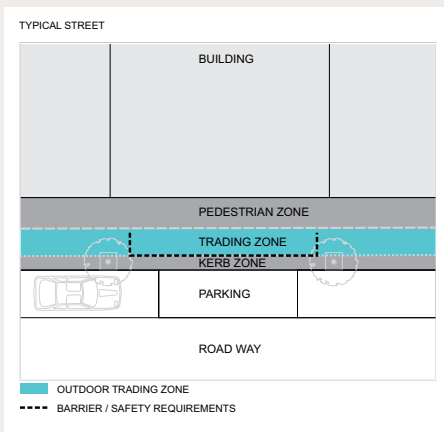 TYPICAL STREET
BUILDING
PEDESTRIAN ZONE
TRADING ZONE
KERB ZONE
PARKING
ROAD WAY
OUTDOOR TRADING ZONE
BARRIER / SAFETY REQUIREMENTS